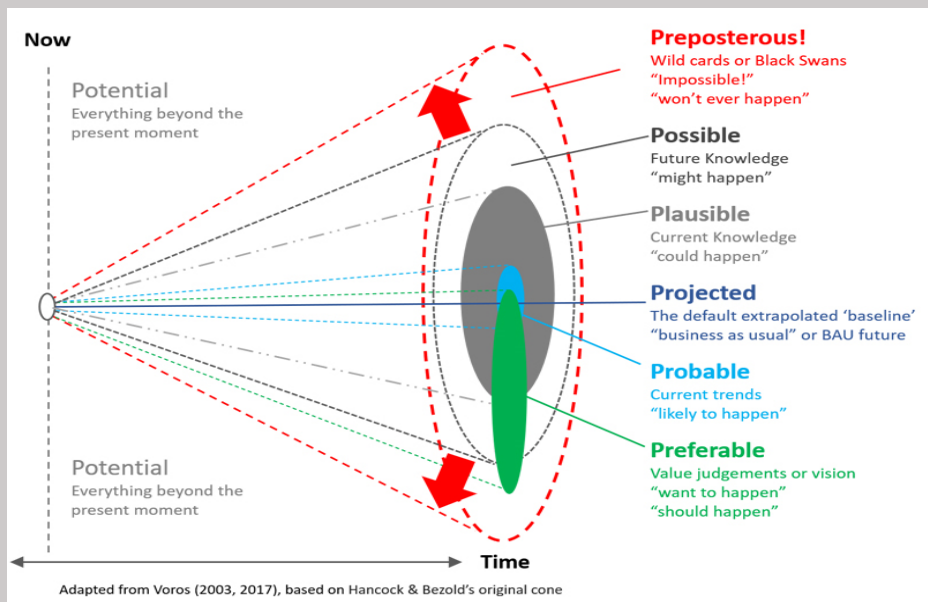 Now
Potential
Everything beyond the
present moment
Preposterous!
Wild cards or Black Swans
“Impossible!”
“won’t ever happen”
Possible
Future Knowledge
“might happen”
Plausible
Current Knowledge
“could happen”
Projected
The default extrapolated ‘baseline’
“business as usual” or BAU future
Probable
Current trends
“likely to happen”
Preferable
Value judgements or vision
“want to happen”
“should happen”
Potential
Everything beyond the
present moment
Time
Adapted from Voros (2003, 2017), based on Hancock & Bezold’s original cone